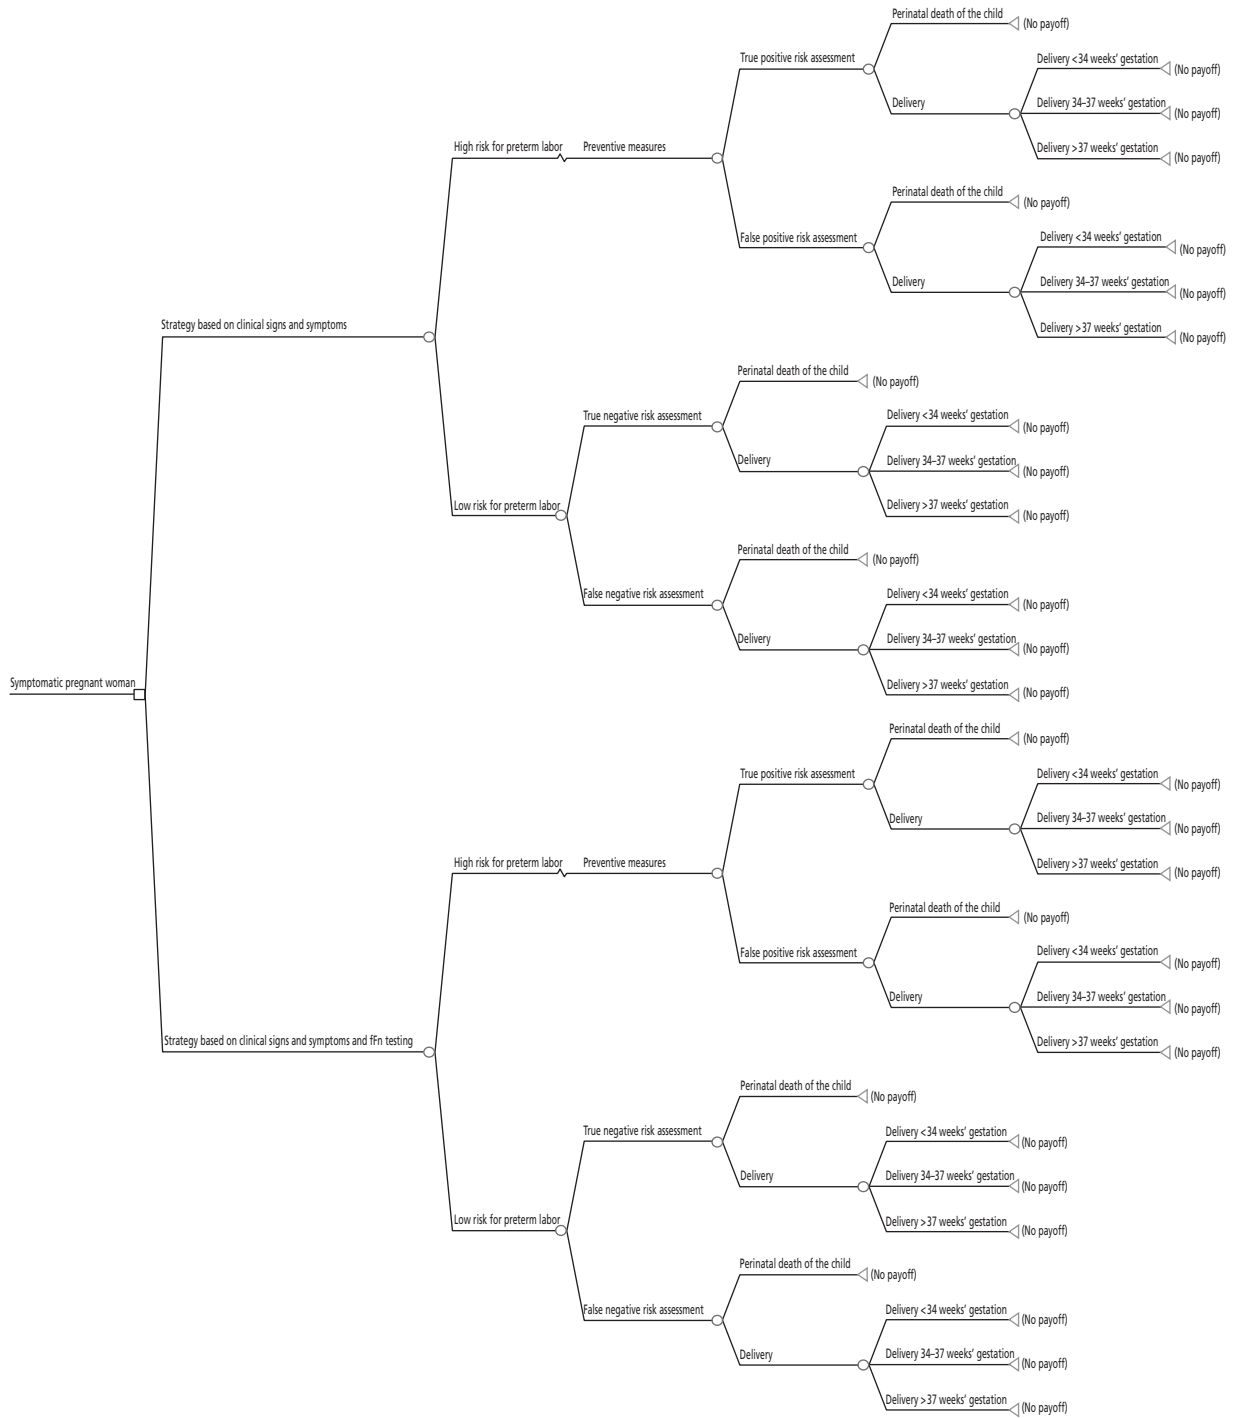 Perinatal death of the child
(No payoff)
True positive risk assessment
Delivery <34 weeks' gestation
(No payoff)
Delivery
Delivery 34–37 weeks' gestation
(No payoff)
High risk for preterm labor
Preventive measures
Delivery >37 weeks' gestation
(No payoff)
Perinatal death of the child
(No payoff)
False positive risk assessment
Delivery <34 weeks' gestation
(No payoff)
Delivery
Delivery 34–37 weeks' gestation
(No payoff)
Strategy based on clinical signs and symptoms
Delivery >37 weeks' gestation
(No payoff)
Perinatal death of the child
(No payoff)
True negative risk assessment
Delivery <34 weeks' gestation
(No payoff)
Delivery
Delivery 34–37 weeks' gestation
(No payoff)
Low risk for preterm labor
Delivery >37 weeks' gestation
(No payoff)
Perinatal death of the child
(No payoff)
False negative risk assessment
Delivery <34 weeks' gestation
(No payoff)
Delivery
Delivery 34–37 weeks' gestation
(No payoff)
Symptomatic pregnant woman
Delivery >37 weeks' gestation
(No payoff)
Perinatal death of the child
(No payoff)
True positive risk assessment
Delivery <34 weeks' gestation
(No payoff)
Delivery
Delivery 34–37 weeks' gestation
(No payoff)
High risk for preterm labor
Preventive measures
Delivery >37 weeks' gestation
(No payoff)
Perinatal death of the child
(No payoff)
False positive risk assessment
Delivery <34 weeks' gestation
(No payoff)
Delivery
Delivery 34–37 weeks' gestation
(No payoff)
Strategy based on clinical signs and symptoms and fFn testing
Delivery >37 weeks' gestation
(No payoff)
Perinatal death of the child
(No payoff)
True negative risk assessment
Delivery <34 weeks' gestation
(No payoff)
Delivery
Delivery 34–37 weeks' gestation
(No payoff)
Low risk for preterm labor
Delivery >37 weeks' gestation
(No payoff)
Perinatal death of the child
(No payoff)
False negative risk assessment
Delivery <34 weeks' gestation
(No payoff)
Delivery
Delivery 34–37 weeks' gestation
(No payoff)
Delivery >37 weeks' gestation
(No payoff)